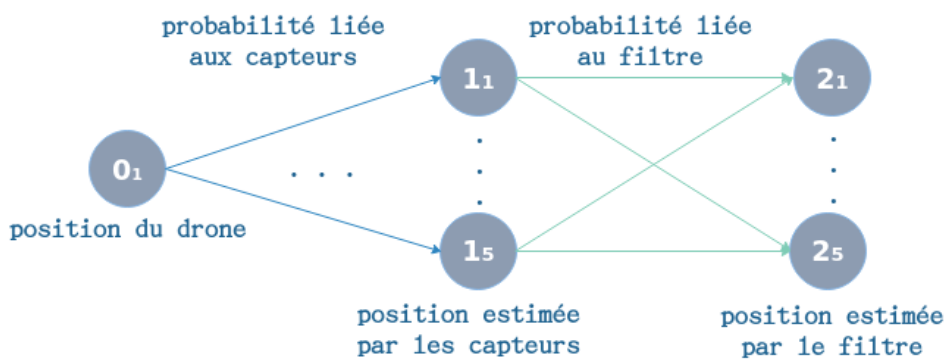 probabilité liée
aux capteurs
probabilité liée
au filtre
0₁
1₁
2₁
. . .
position du drone
1₅
2₅
position estimée
par les capteurs
position estimée
par le filtre